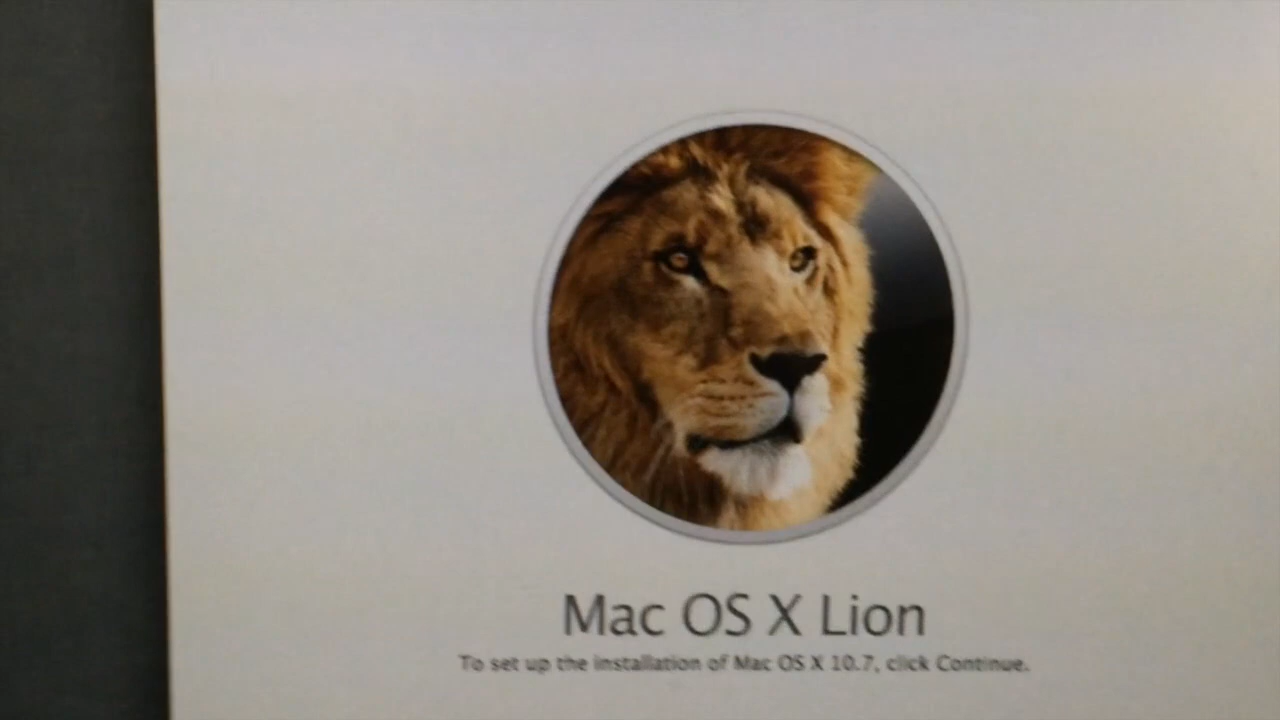 Mac OS X Lion
To set up the installation of Mac OS X 10.7, click Continue.